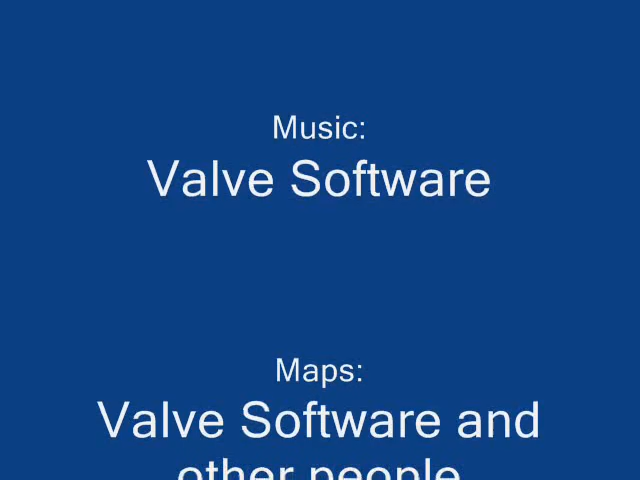 Music:
Valve Software
Maps:
Valve Software and
other people